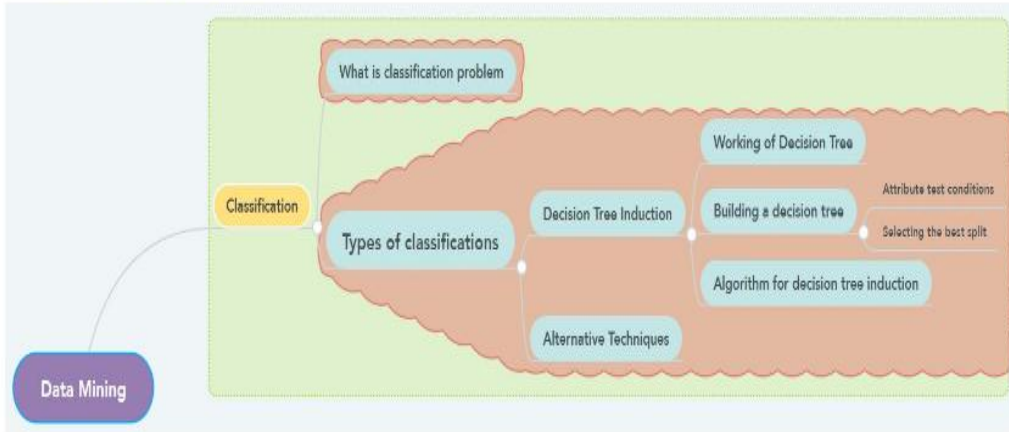 What is classification problem
Working of Decision Tree
Attribute test conditions
Classification
Decision Tree Induction
Building a decision tree
Types of classifications
Selecting the best split
Algorithm for decision tree induction
Alternative Techniques
Data Mining